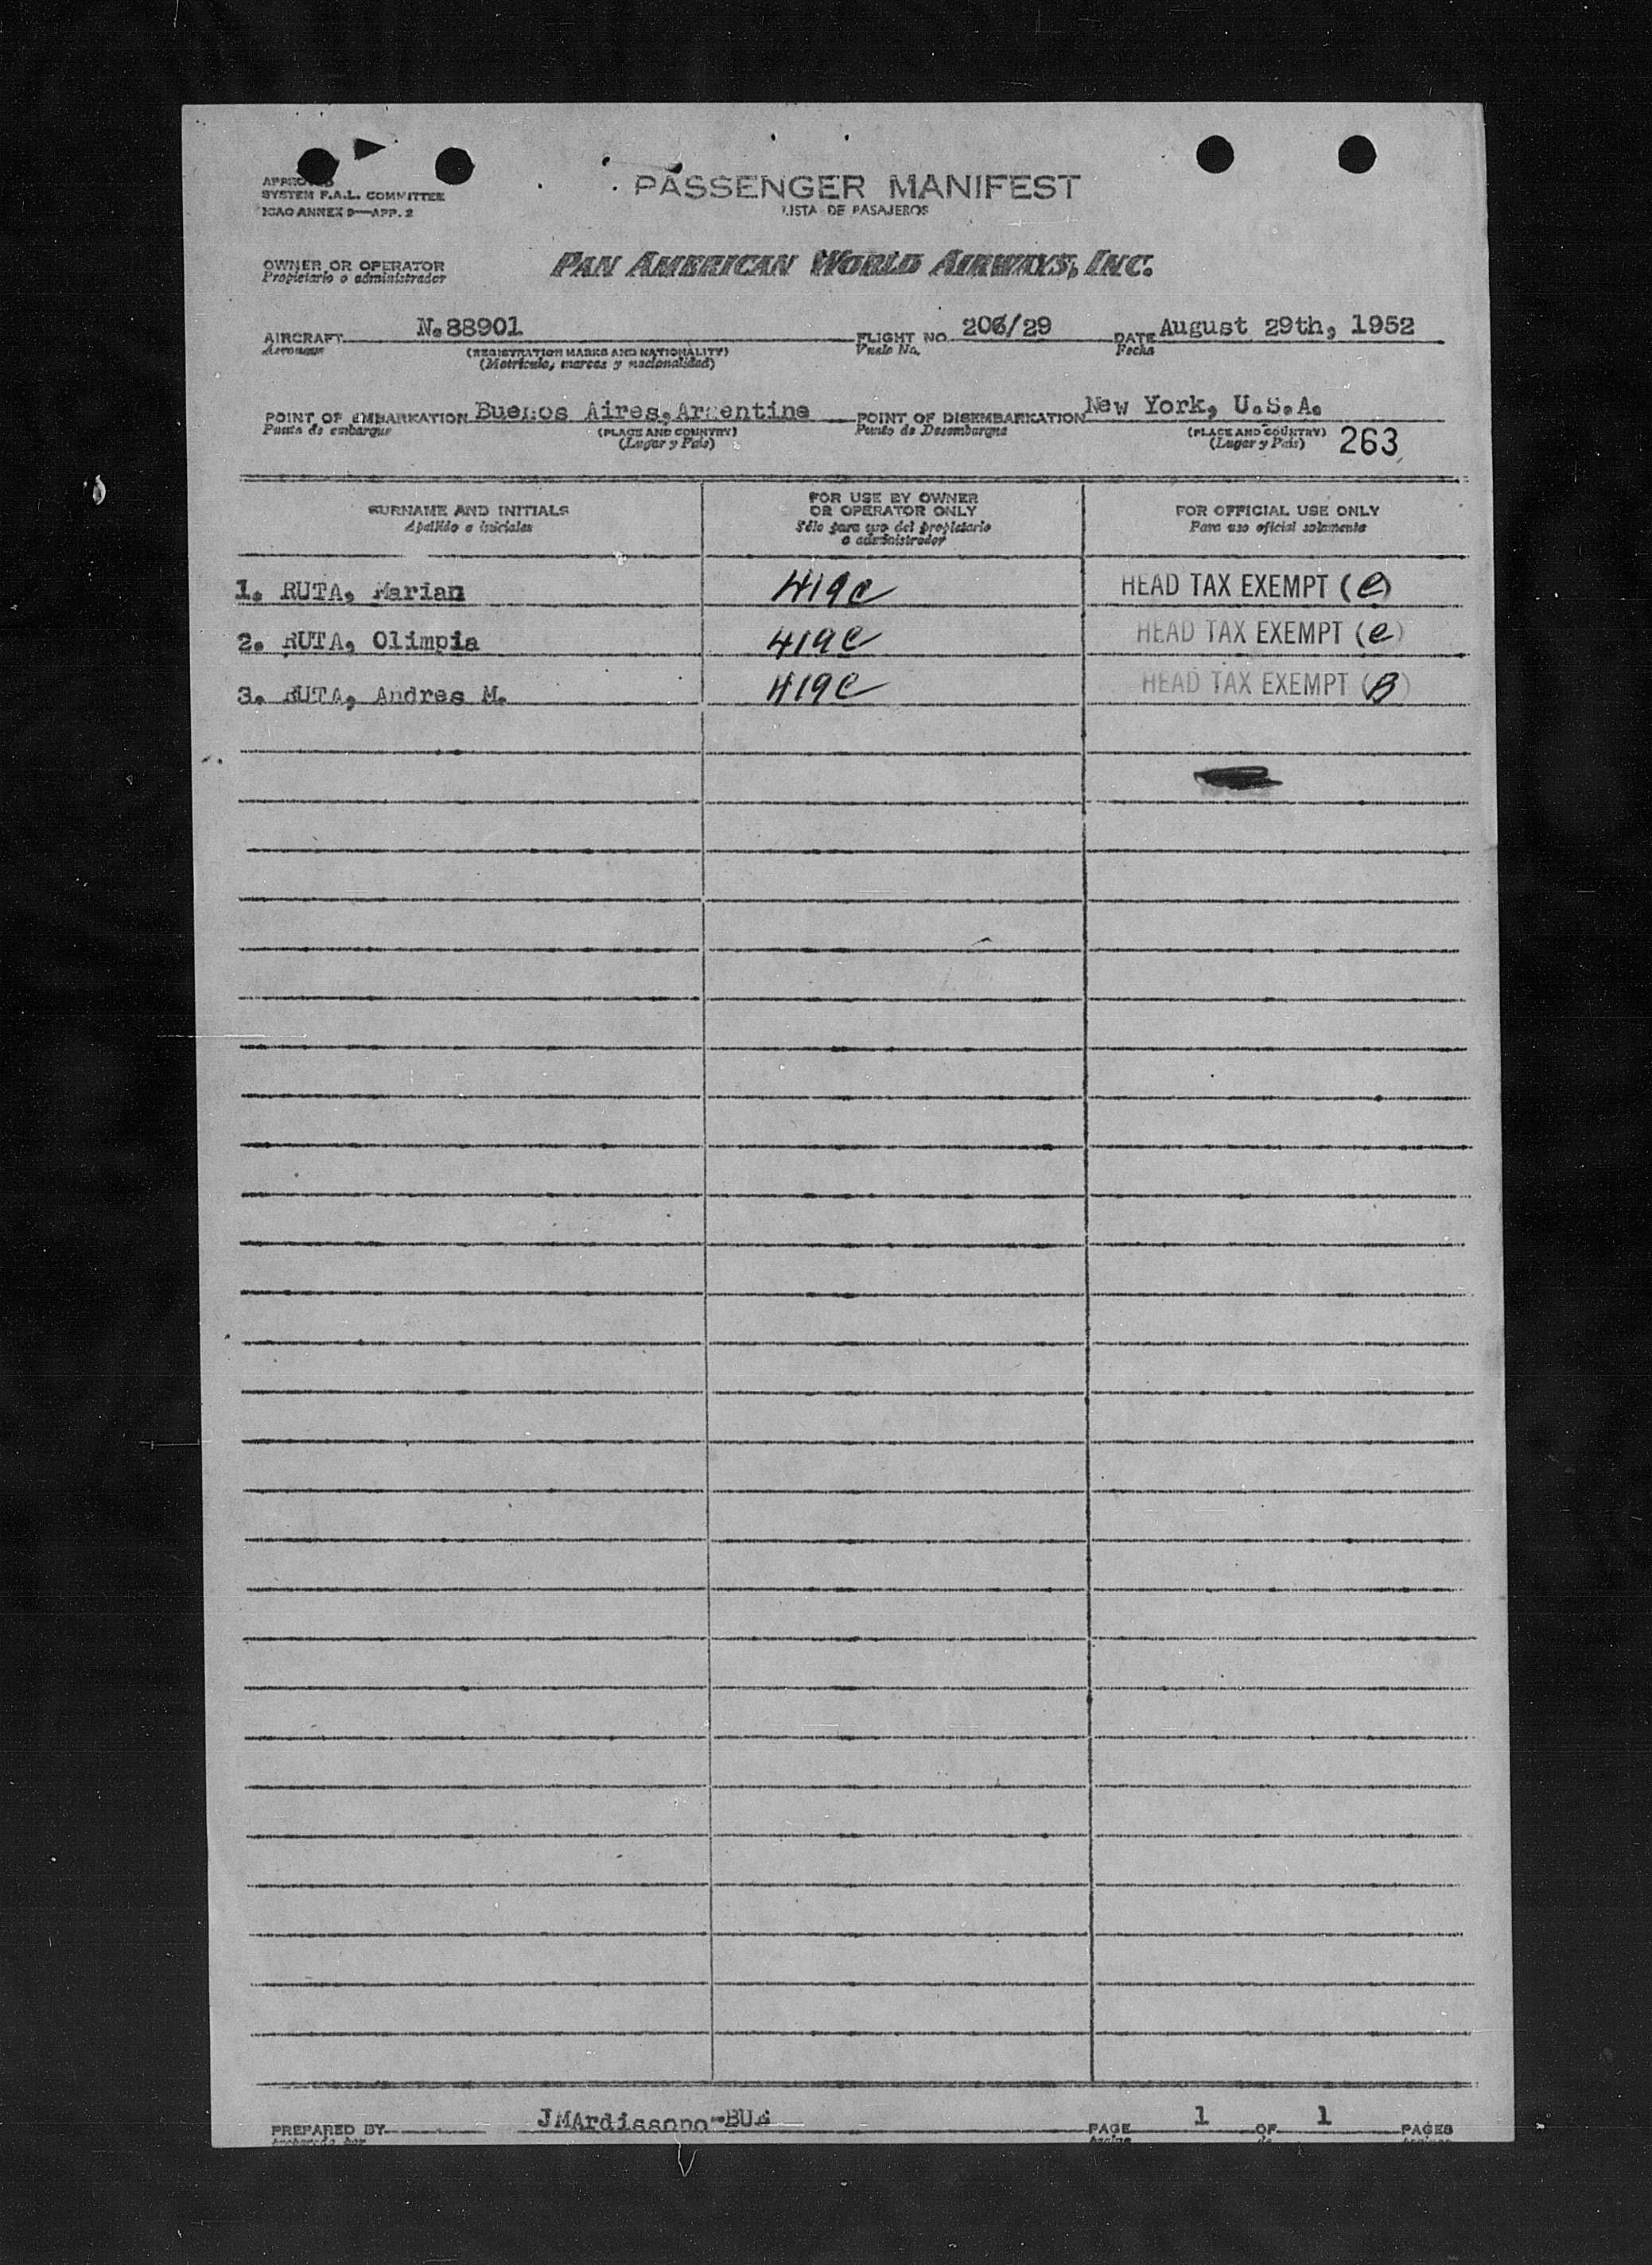 PASSENGER MANIFEST
LISTA DE PASAJEROS
APPROVED
SYSTEM F.A.L. COMMITTEE
ICAO ANNEX 9—APP. 2
OWNER OR OPERATOR
Propietario o administrador
PAN AMERICAN WORLD AIRWAYS, INC.
AIRCRAFT N.88901 FLIGHT NO. 206/29 DATE August 29th, 1952
Aeronave (REGISTRATION MARKS AND NATIONALITY) Vuelo No. Fecha
(Matrícula, marcas y nacionalidad)
POINT OF EMBARKATION Buenos Aires, Argentina POINT OF DISEMBARKATION New York, U.S.A.
Punto de embarque (PLACE AND COUNTRY) Punto de Desembarque (PLACE AND COUNTRY)
(Lugar y País) (Lugar y País) 263
SURNAME AND INITIALS
Apellido e iniciales
FOR USE BY OWNER
OR OPERATOR ONLY
Sólo para uso del propietario
o administrador
FOR OFFICIAL USE ONLY
Para uso oficial solamente
1. RUTA, Marian 419c HEAD TAX EXEMPT (e)
2. RUTA, Olimpia 419c HEAD TAX EXEMPT (e)
3. RUTA, Andres M. 419c HEAD TAX EXEMPT (B)
PREPARED BY JMArdissono-BUE PAGE 1 OF 1 PAGES